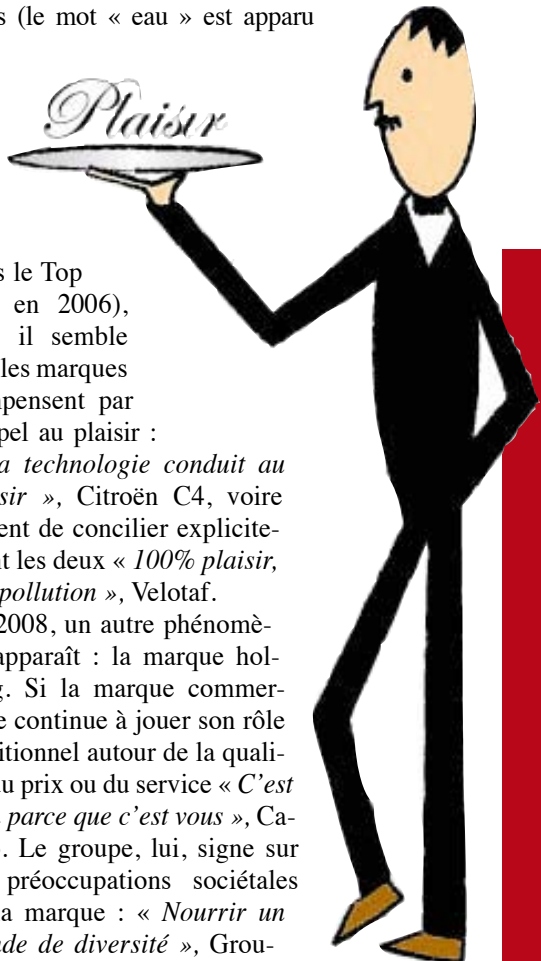 s (le mot « eau » est apparu
Plaisir
s le Top
en 2006),
il semble
les marques
pensent par
pel au plaisir :
a technologie conduit au
sir », Citroën C4, voire
ent de concilier explicite-
t les deux « 100% plaisir,
pollution », Velotaf.
2008, un autre phénomè-
apparaît : la marque hol-
g. Si la marque commer-
e continue à jouer son rôle
itionnel autour de la quali-
u prix ou du service « C'est
parce que c'est vous », Ca-
. Le groupe, lui, signe sur
préoccupations sociétales
a marque : « Nourrir un
nde de diversité », Grou-